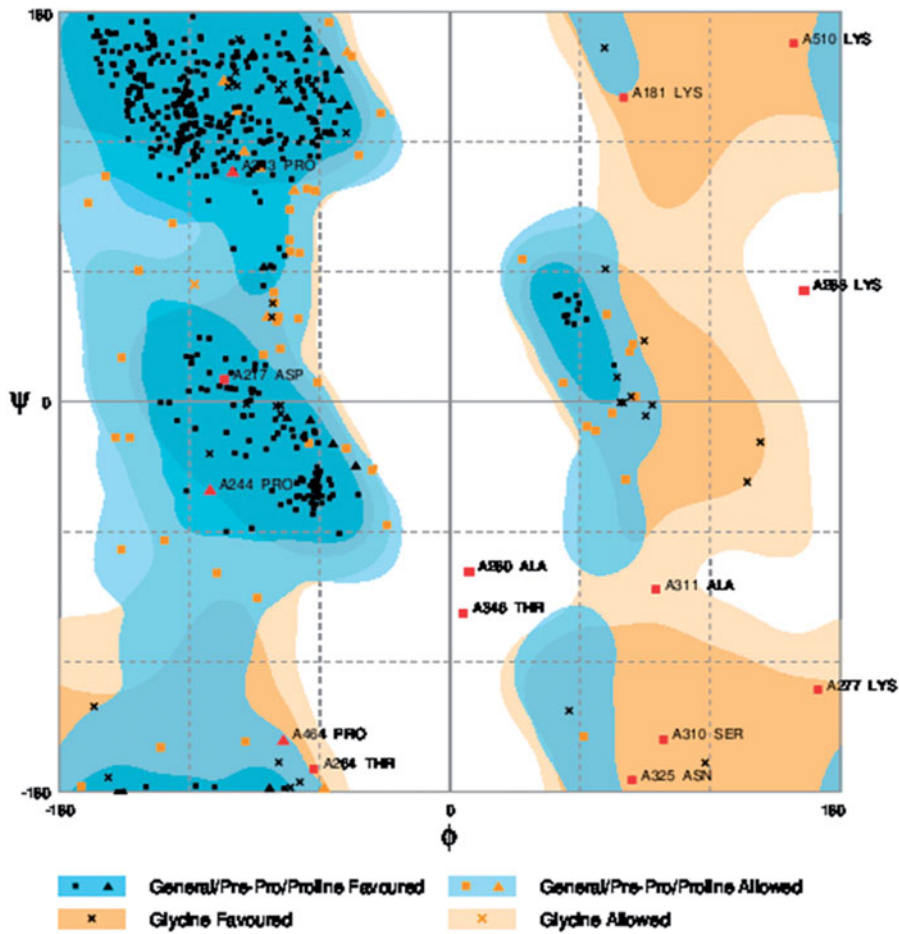 180
A510 LYS
A181 LYS
PRO
LYS
A217 ASP
Ψ 0
A244 PRO
ALA
A311 ALA
THR
A277 LYS
A464 PRO
A310 SER
A264 THR
A325 ASN
-180
-180 0 180
ϕ
General/Pre-Pro/Proline Favoured
General/Pre-Pro/Proline Allowed
Glycine Favoured
Glycine Allowed